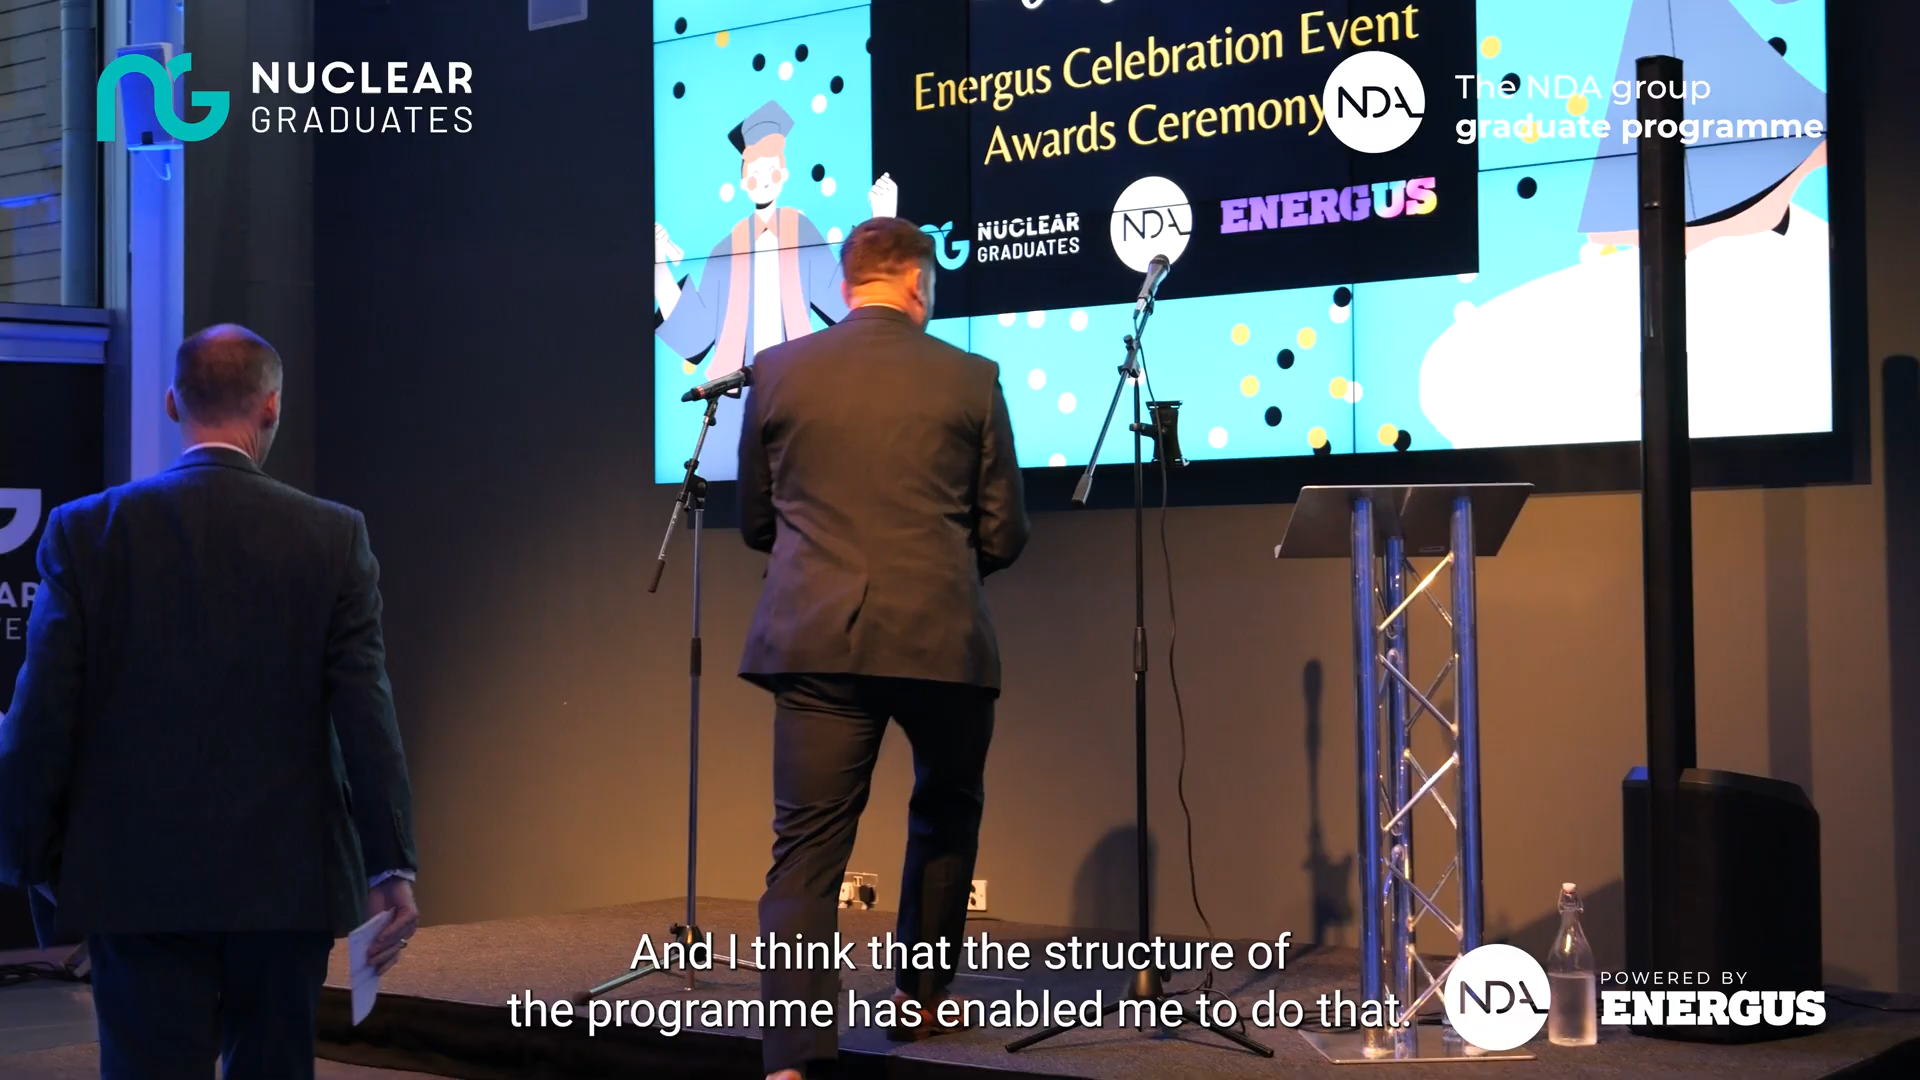 NUCLEAR
GRADUATES
Energus Celebration Event
Awards Ceremony
NDA
The NDA group
graduate programme
NUCLEAR
GRADUATES
NDA
ENERGUS
And I think that the structure of
the programme has enabled me to do that.
NDA
POWERED BY
ENERGUS